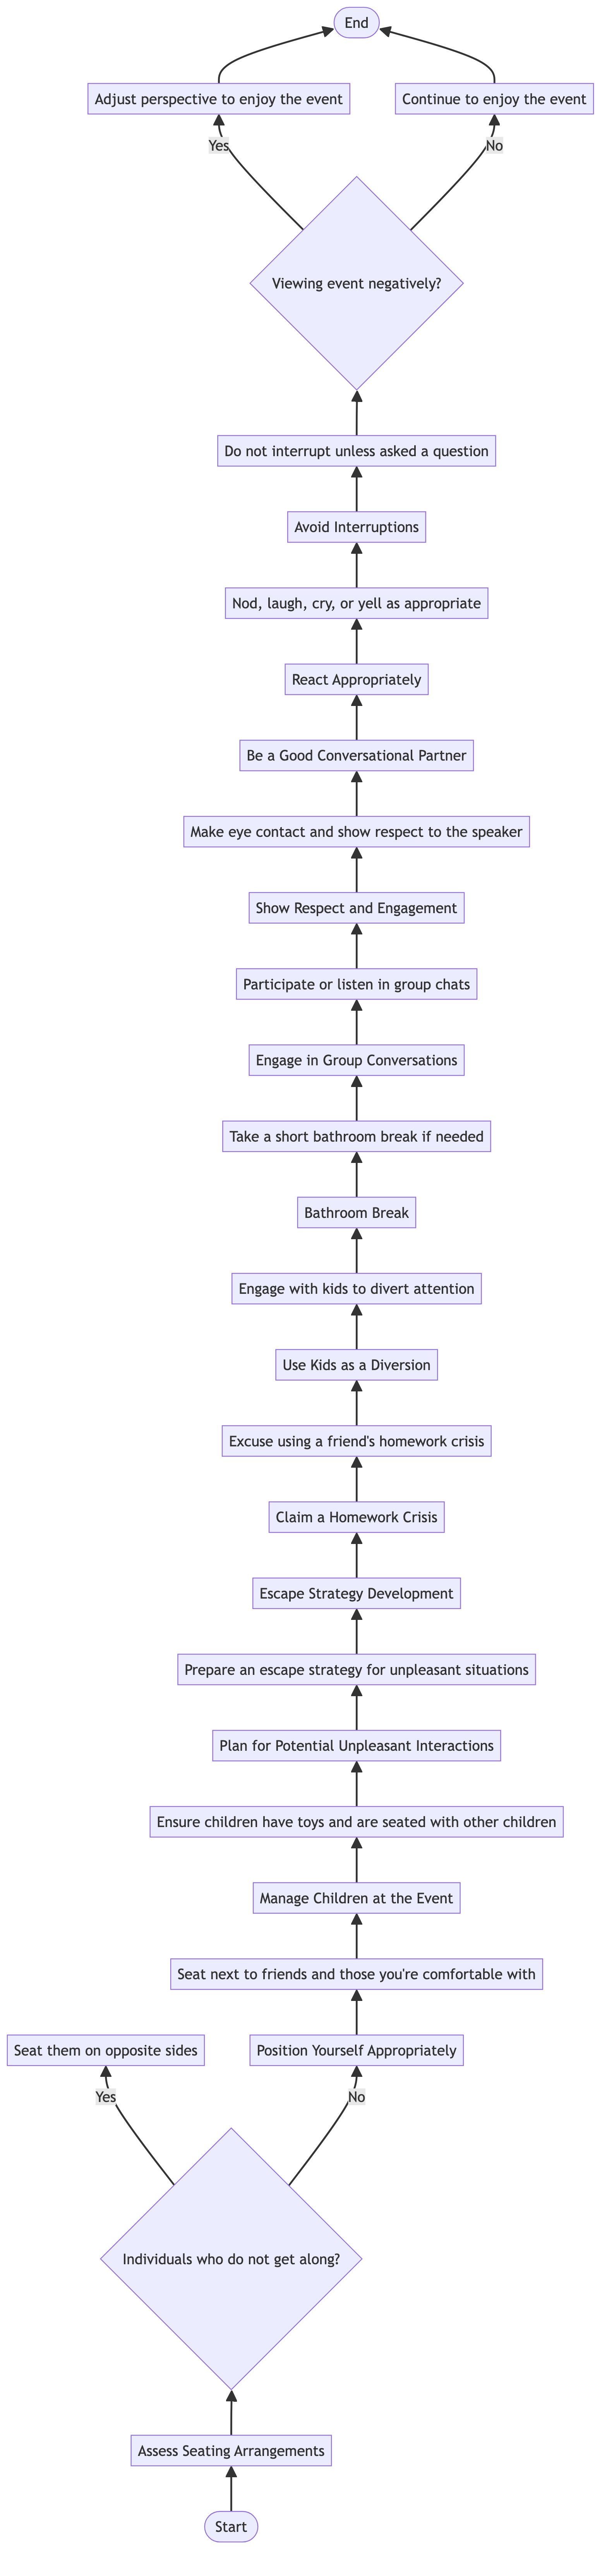 End
Adjust perspective to enjoy the event
Continue to enjoy the event
Yes
No
Viewing event negatively?
Do not interrupt unless asked a question
Avoid Interruptions
Nod, laugh, cry, or yell as appropriate
React Appropriately
Be a Good Conversational Partner
Make eye contact and show respect to the speaker
Show Respect and Engagement
Participate or listen in group chats
Engage in Group Conversations
Take a short bathroom break if needed
Bathroom Break
Engage with kids to divert attention
Use Kids as a Diversion
Excuse using a friend's homework crisis
Claim a Homework Crisis
Escape Strategy Development
Prepare an escape strategy for unpleasant situations
Plan for Potential Unpleasant Interactions
Ensure children have toys and are seated with other children
Manage Children at the Event
Seat next to friends and those you're comfortable with
Seat them on opposite sides
Position Yourself Appropriately
Yes
No
Individuals who do not get along?
Assess Seating Arrangements
Start